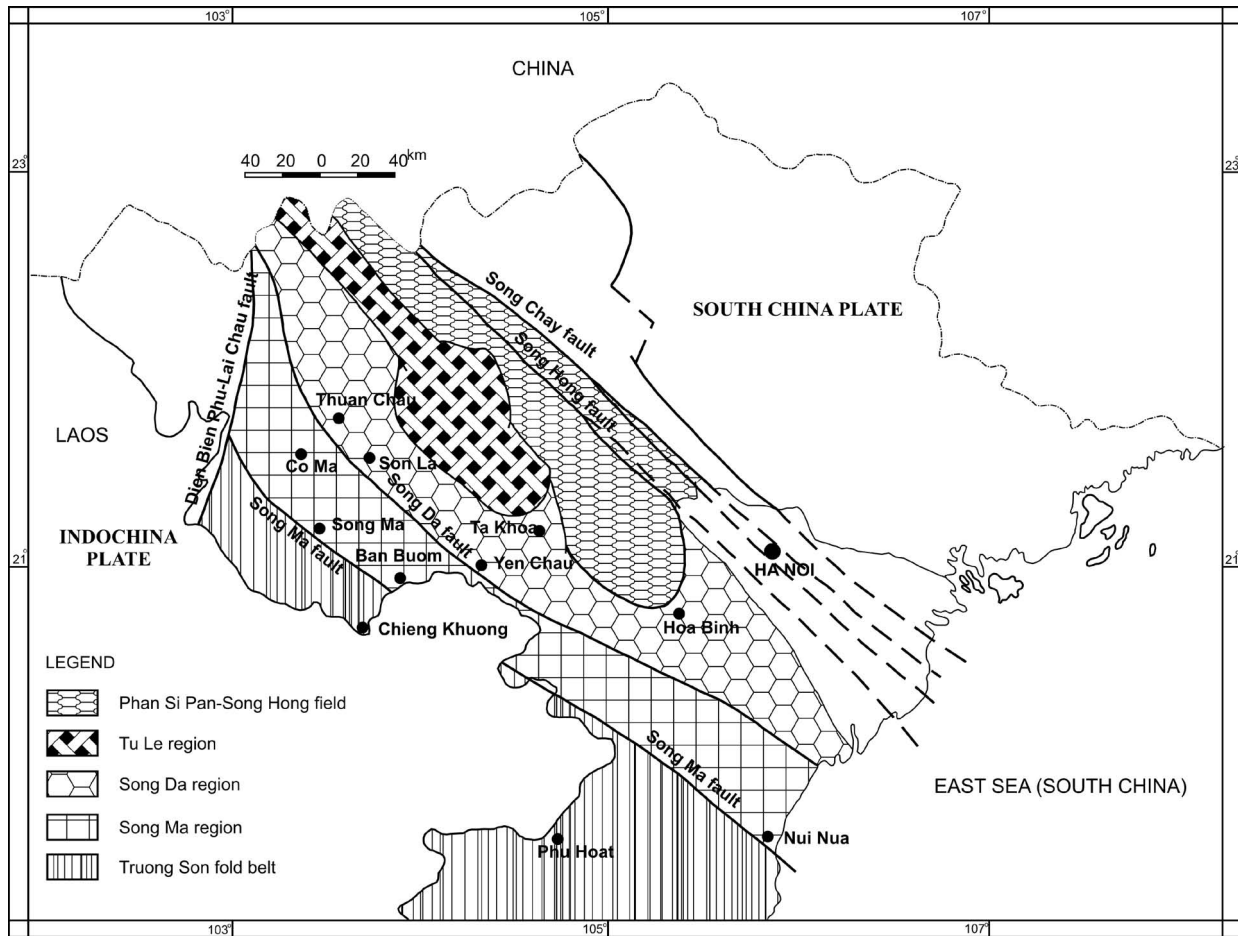 103° 105° 107°
CHINA
40 20 0 20 40 km
23° 23°
Song Chay fault
SOUTH CHINA PLATE
Song Hong fault
Dien Bien Phu-Lai Chau fault
Thuan Chau
LAOS
Co Ma
Son La
Song Da fault
Song Ma fault
Song Ma
Ta Khoa
INDOCHINA
PLATE
Ban Buom
Yen Chau
HA NOI
21° 21°
Hoa Binh
Chieng Khuong
LEGEND
Phan Si Pan-Song Hong field
Tu Le region
Song Da region
Song Ma region
Truong Son fold belt
Song Ma fault
EAST SEA (SOUTH CHINA)
Nui Nua
Phu Hoat
103° 105° 107°